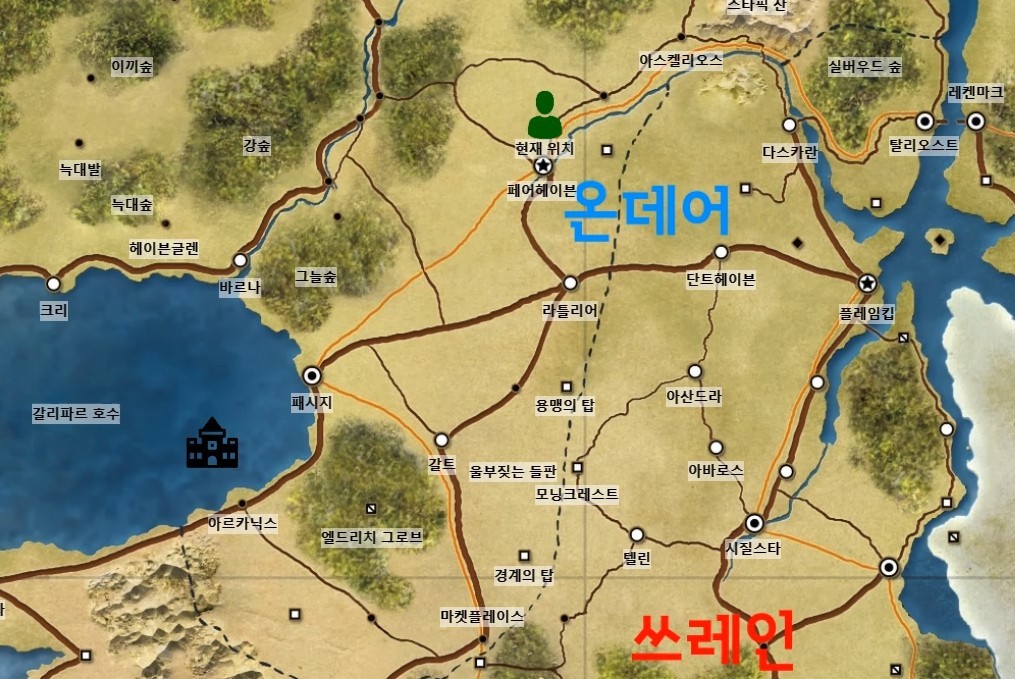 스타픽 산
이끼숲
아스켈리오스
실버우드 숲
레켄마크
강숲
현재 위치
다스카란
탈리오스트
늑대발
페어헤이븐
늑대숲
온데어
헤이븐글렌
바르나
그늘숲
단트헤이븐
크리
라틀리어
플레임킵
패시지
용맹의 탑
아산드라
갈리파르 호수
갈트
울부짖는 들판
아바로스
모닝크레스트
아르카닉스
엘드리치 그로브
시질스타
텔린
경계의 탑
마켓플레이스
쓰레인